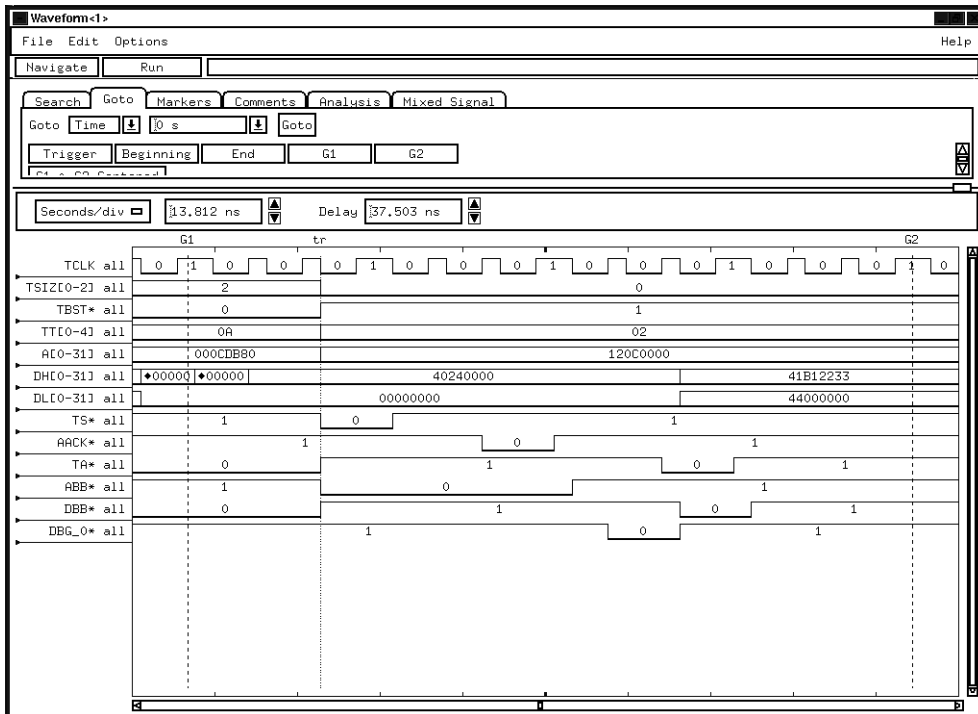 Waveform<1>
File Edit Options Help
Navigate Run
Search Goto Markers Comments Analysis Mixed Signal
Goto Time 0 s Goto
Trigger Beginning End G1 G2
G1 & G2 Centered
Seconds/div 13.812 ns Delay 37.503 ns
G1 tr G2
TCLK all 0 1 0 0 0 1 0 0 0 1 0 0 0 1 0 0 0 1 0
TSIZ[0-2] all 2 0
TBST* all 0 1
TT[0-4] all 0A 02
A[0-31] all 000CDB80 120C0000
DH[0-31] all ◆00000 ◆00000 40240000 41B12233
DL[0-31] all 00000000 44000000
TS* all 1 0 1
AACK* all 1 0 1
TA* all 0 1 0 1
ABB* all 1 0 1
DBB* all 0 1 0 1
DBG_0* all 1 0 1